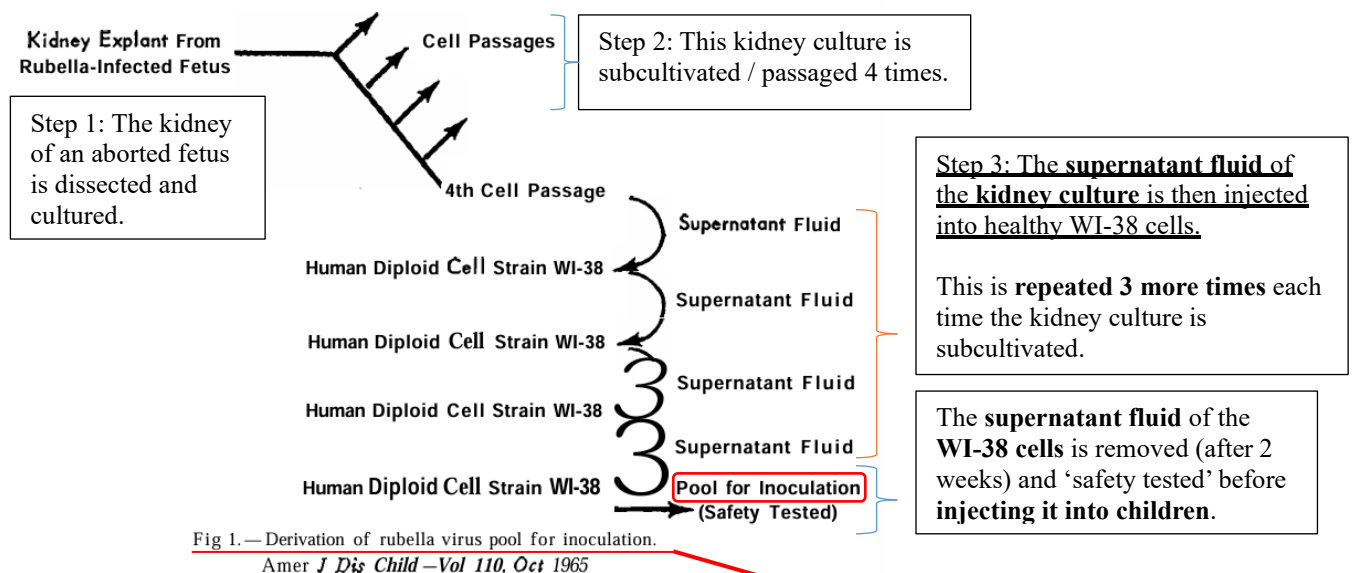 Kidney Explant From
Rubella-Infected Fetus
Cell Passages
Step 2: This kidney culture is
subcultivated / passaged 4 times.
Step 1: The kidney
of an aborted fetus
is dissected and
cultured.
4th Cell Passage
Supernatant Fluid
Human Diploid Cell Strain WI-38
Supernatant Fluid
Human Diploid Cell Strain WI-38
Supernatant Fluid
Human Diploid Cell Strain WI-38
Supernatant Fluid
Human Diploid Cell Strain WI-38
Pool for Inoculation
(Safety Tested)
Step 3: The supernatant fluid of
the kidney culture is then injected
into healthy WI-38 cells.
This is repeated 3 more times each
time the kidney culture is
subcultivated.
The supernatant fluid of the
WI-38 cells is removed (after 2
weeks) and ‘safety tested’ before
injecting it into children.
Fig 1.—Derivation of rubella virus pool for inoculation.
Amer J Dis Child—Vol 110, Oct 1965